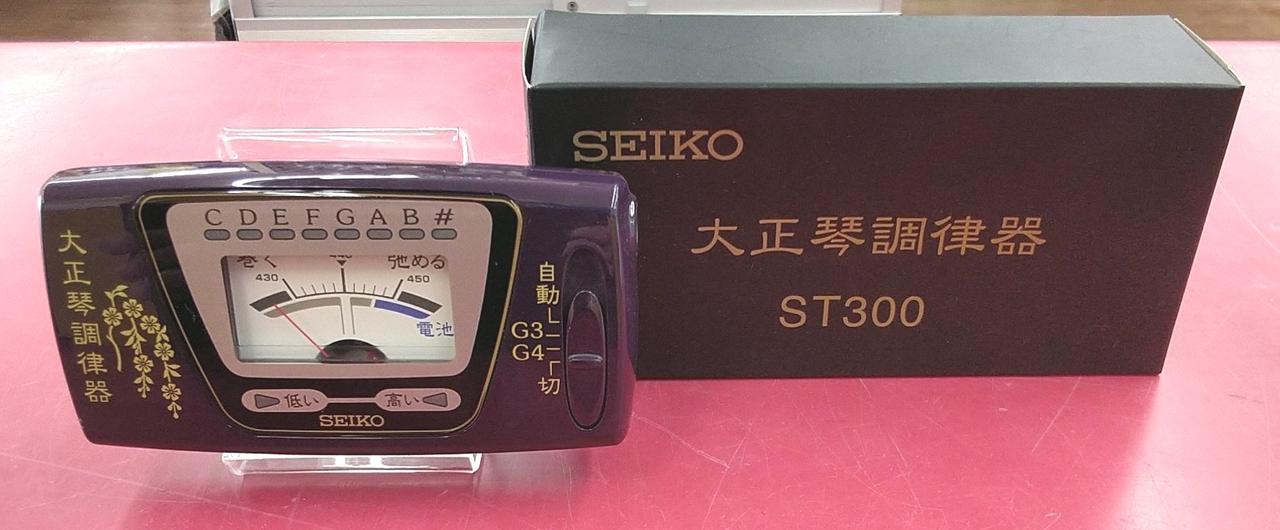 大正琴調律器
C D E F G A B #
巻く
弛める
430
450
電池
低い
高い
SEIKO
自動
G3
G4
切
SEIKO
大正琴調律器
ST300